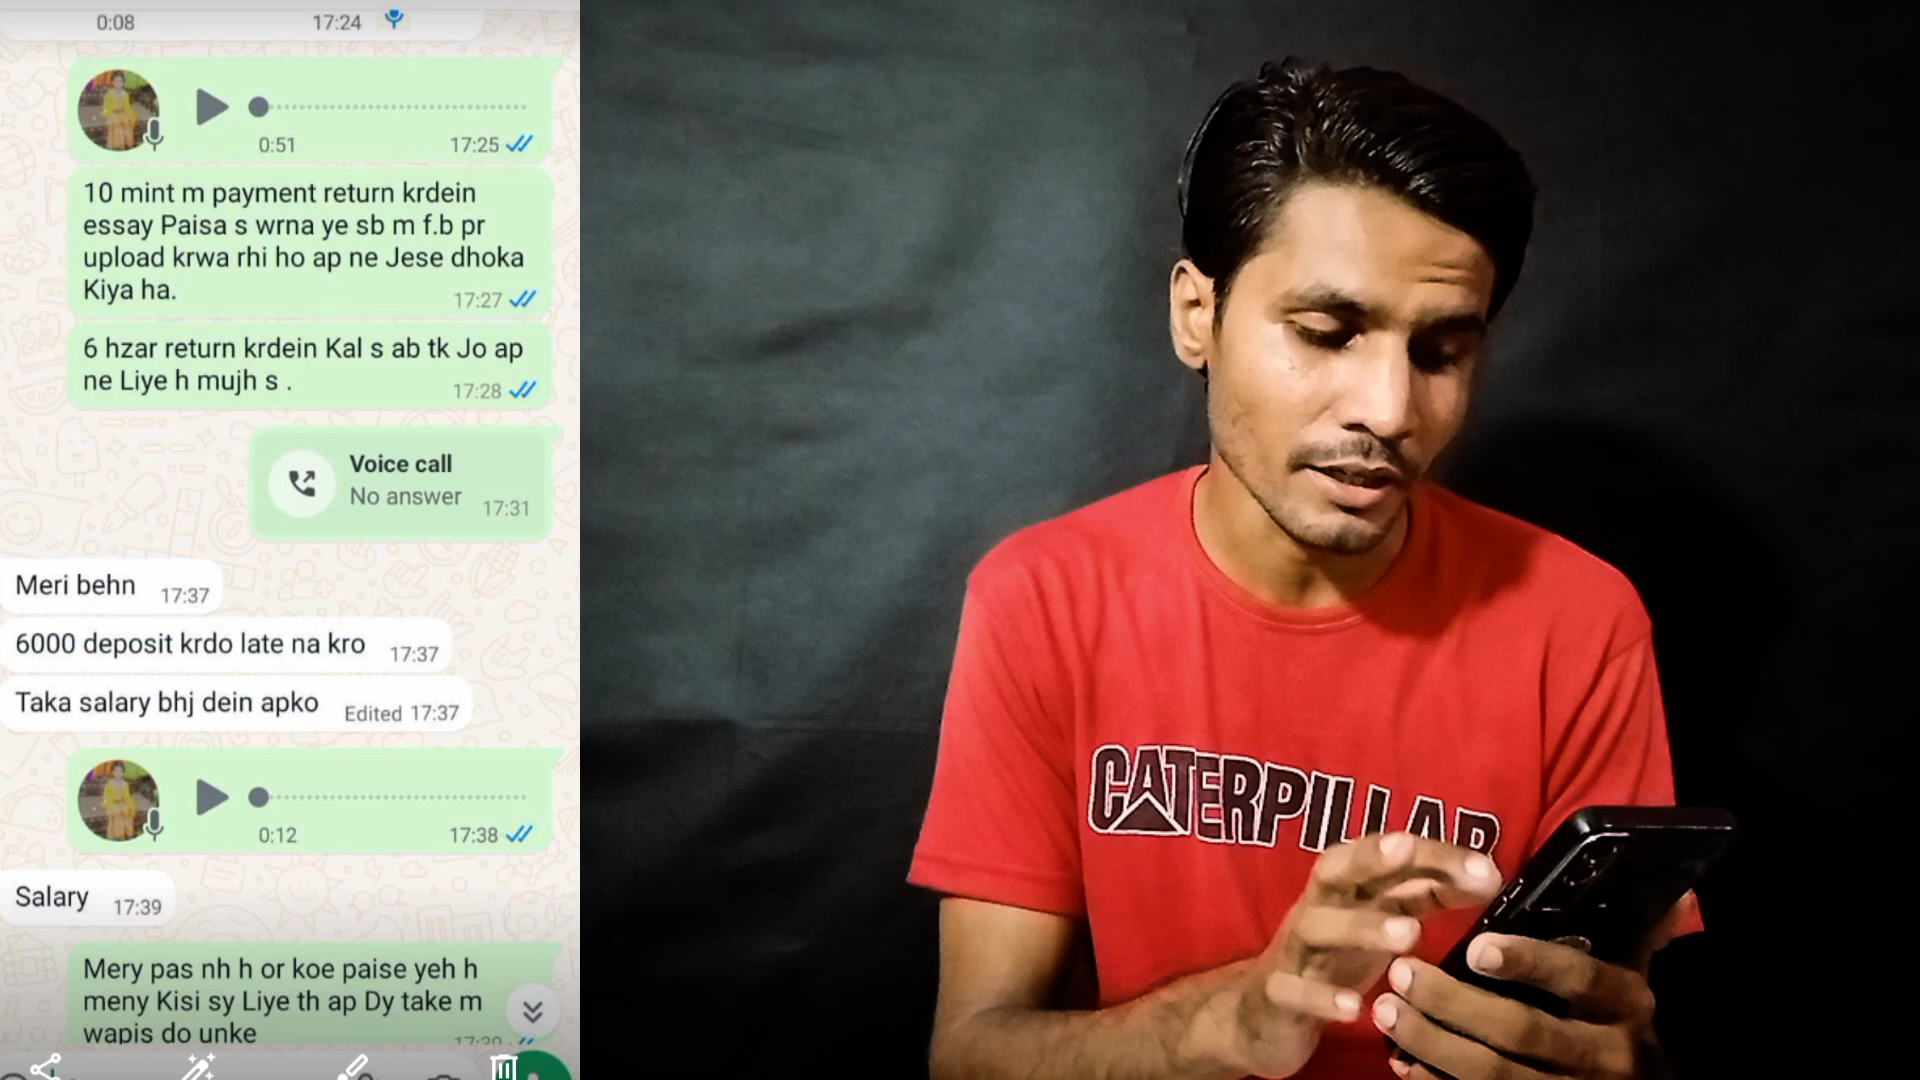 0:08 17:24
0:51 17:25
10 mint m payment return krdein
essay Paisa s wrna ye sb m f.b pr
upload krwa rhi ho ap ne Jese dhoka
Kiya ha. 17:27
6 hzar return krdein Kal s ab tk Jo ap
ne Liye h mujh s . 17:28
Voice call
No answer 17:31
Meri behn 17:37
6000 deposit krdo late na kro 17:37
Taka salary bhj dein apko Edited 17:37
0:12 17:38
Salary 17:39
Mery pas nh h or koe paise yeh h
meny Kisi sy Liye th ap Dy take m
wapis do unke 17:39
CATERPILLAR